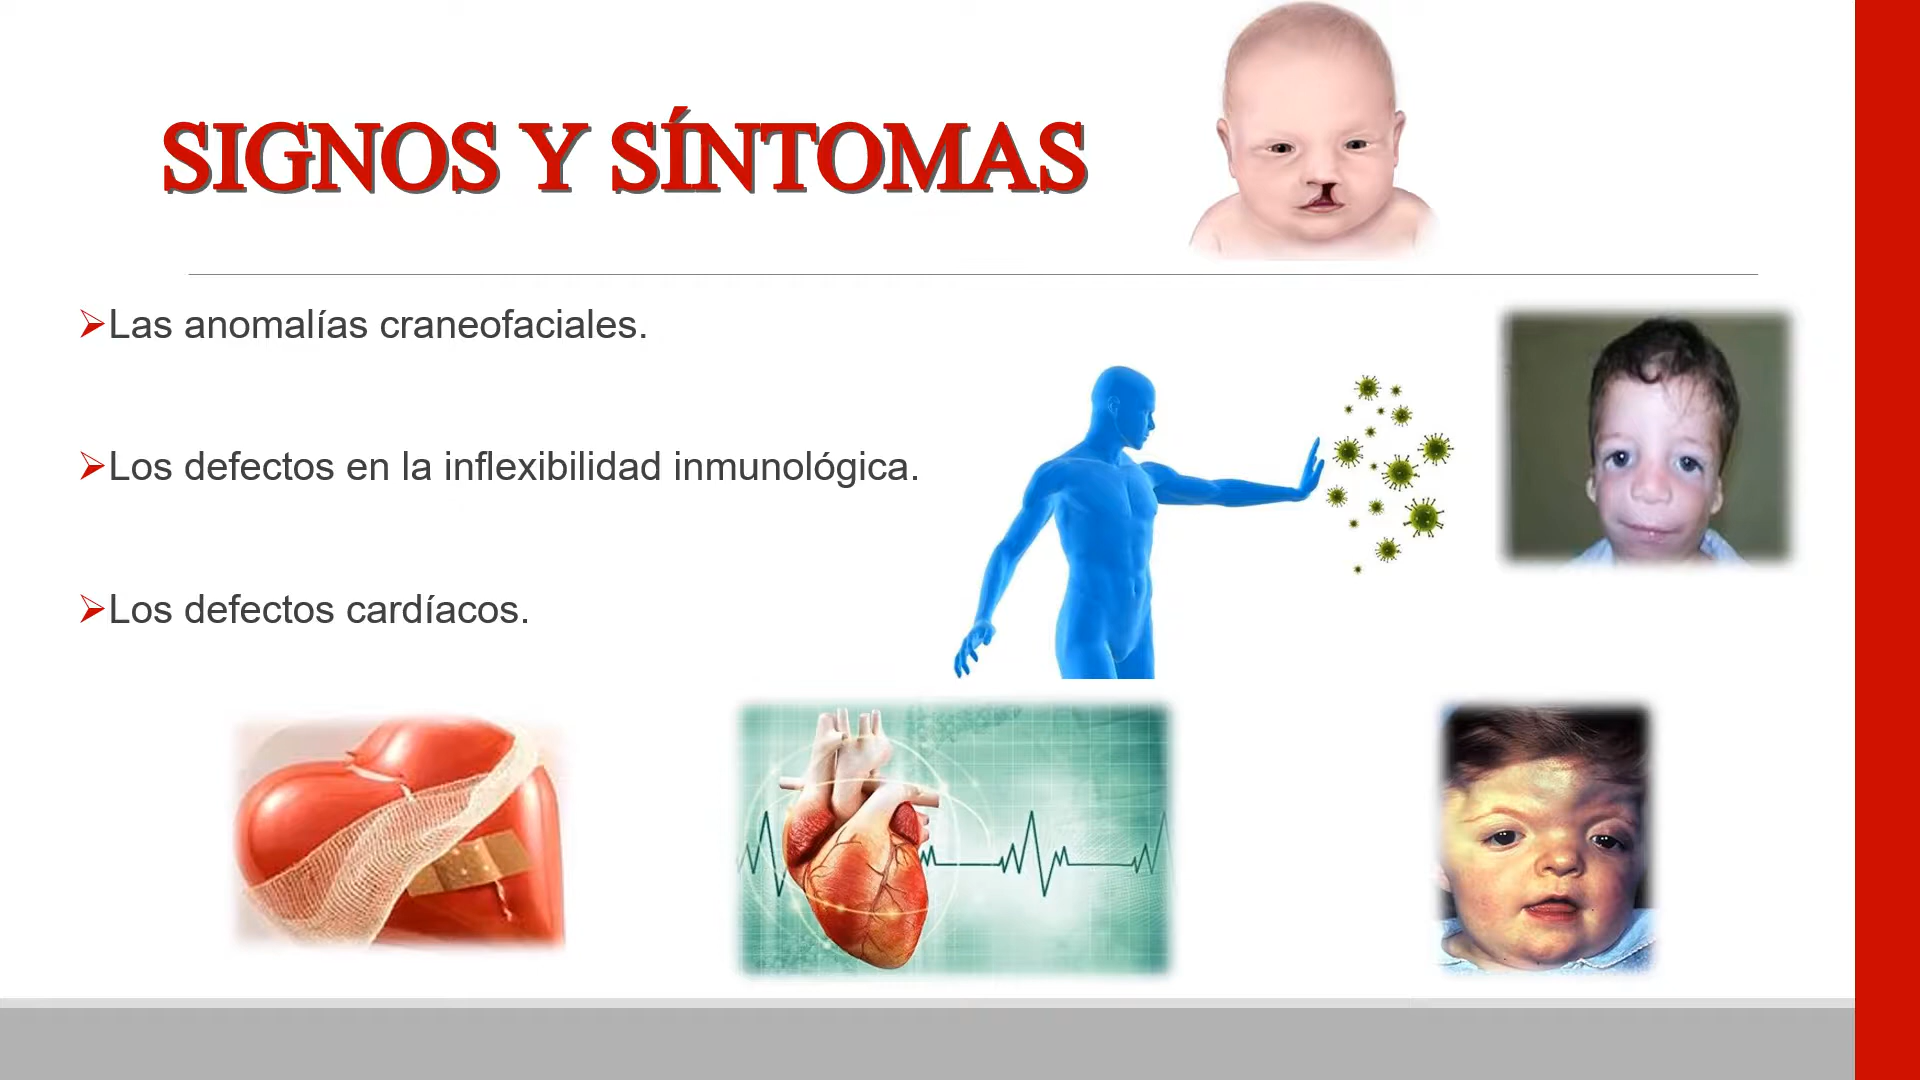 SIGNOS Y SÍNTOMAS
Las anomalías craneofaciales.
Los defectos en la inflexibilidad inmunológica.
Los defectos cardíacos.